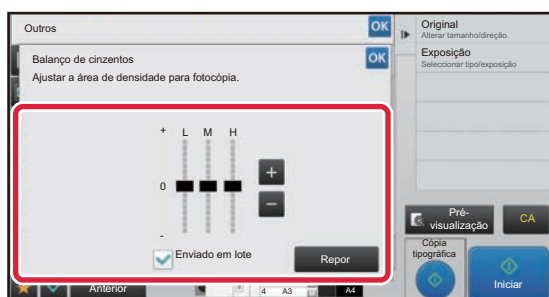 Outros
OK
Balanço de cinzentos
OK
Ajustar a área de densidade para fotocópia.
+
L M H
0
+
-
-
Enviado em lote
Repor
Anterior
4 A3
A4
Original
Alterar tamanho/direção.
Exposição
Seleccionar tipo/exposição
Pré-
visualização
CA
Cópia
tipográfica
Iniciar